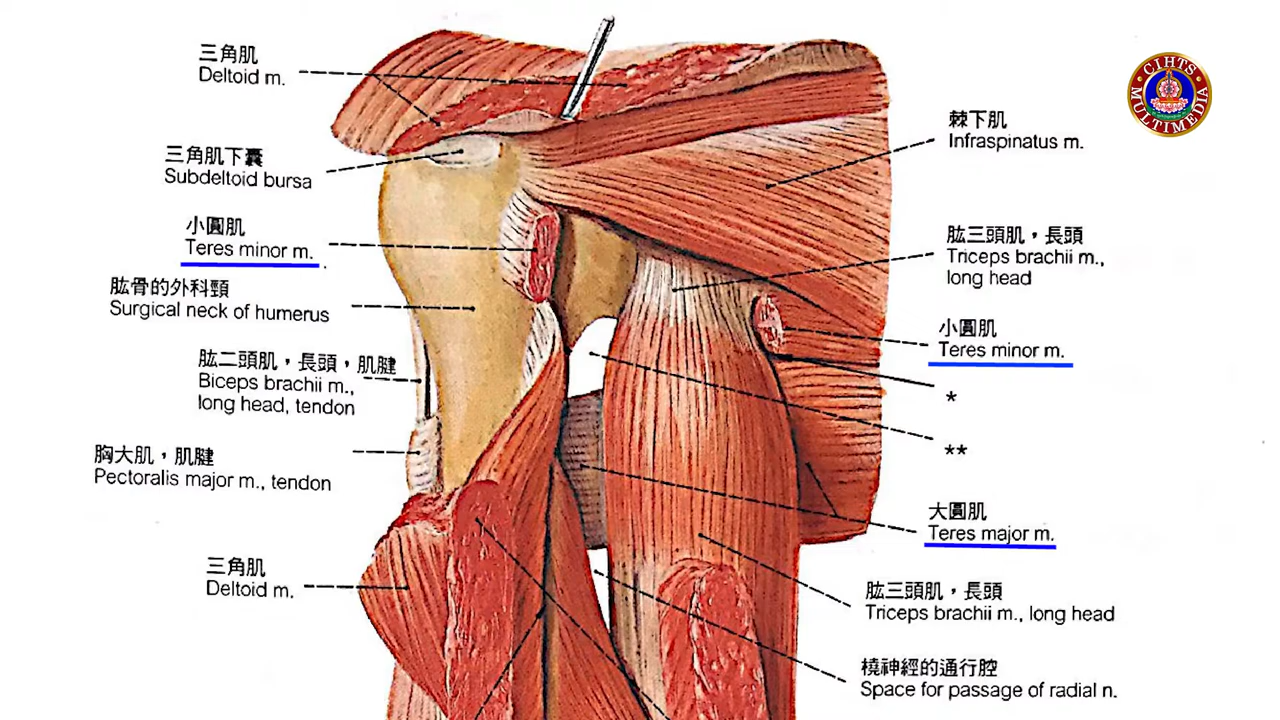 三角肌
Deltoid m.
三角肌下囊
Subdeltoid bursa
小圓肌
Teres minor m.
肱骨的外科頸
Surgical neck of humerus
肱二頭肌，長頭，肌腱
Biceps brachii m.,
long head, tendon
胸大肌，肌腱
Pectoralis major m., tendon
三角肌
Deltoid m.
CIHTS
MULTIMEDIA
棘下肌
Infraspinatus m.
肱三頭肌，長頭
Triceps brachii m.,
long head
小圓肌
Teres minor m.
*
**
大圓肌
Teres major m.
肱三頭肌，長頭
Triceps brachii m., long head
橈神經的通行腔
Space for passage of radial n.